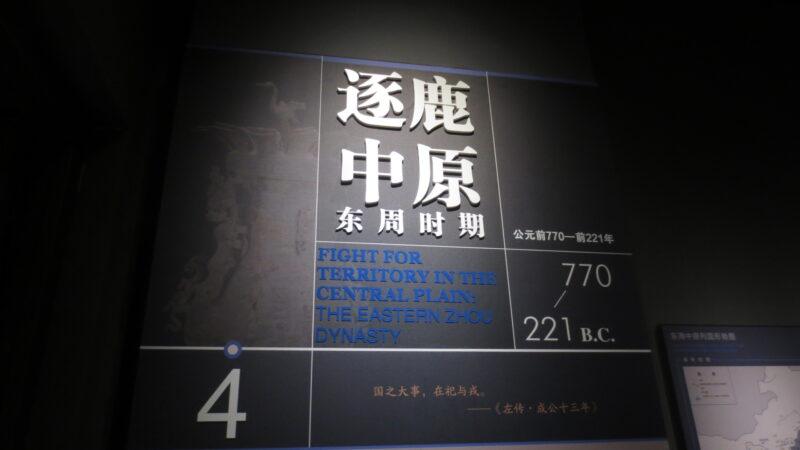 逐鹿
中原
东周时期
公元前770—前221年
FIGHT FOR
TERRITORY IN THE
CENTRAL PLAIN:
THE EASTERN ZHOU
DYNASTY
770
/
221 B.C.
4
国之大事，在祀与戎。
——《左传·成公十三年》